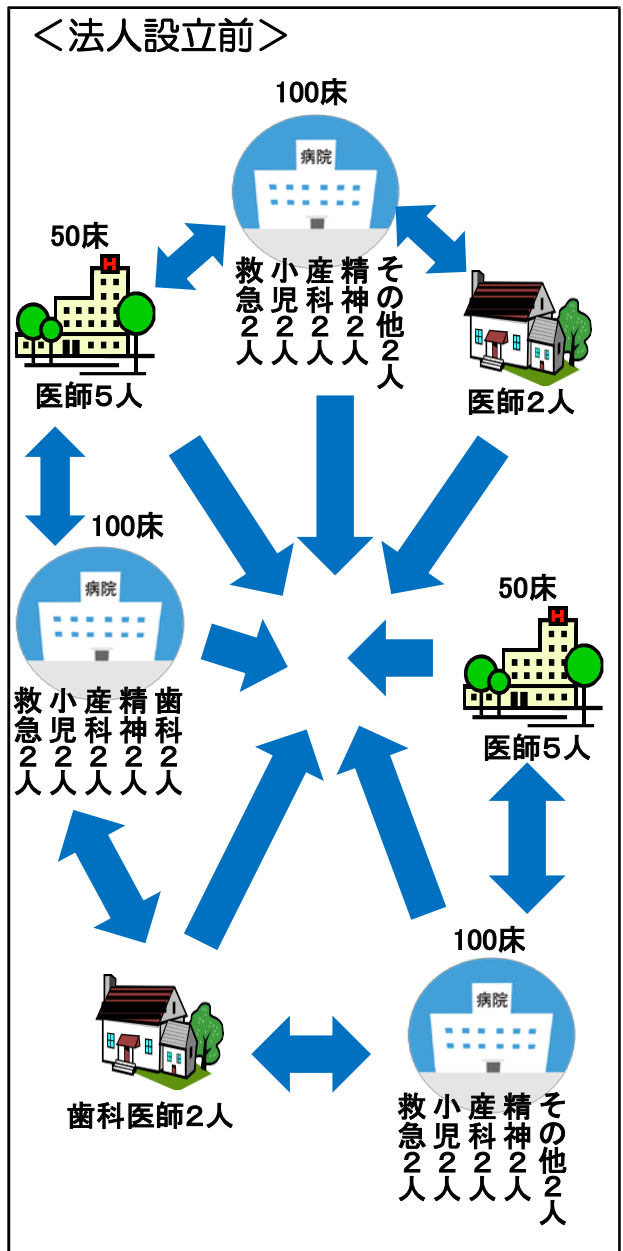 ＜法人設立前＞
100床
病院
救急２人
小児２人
産科２人
精神２人
その他２人
50床
H
医師５人
医師２人
100床
病院
救急２人
小児２人
産科２人
精神２人
歯科２人
50床
H
医師５人
100床
病院
救急２人
小児２人
産科２人
精神２人
その他２人
歯科医師２人